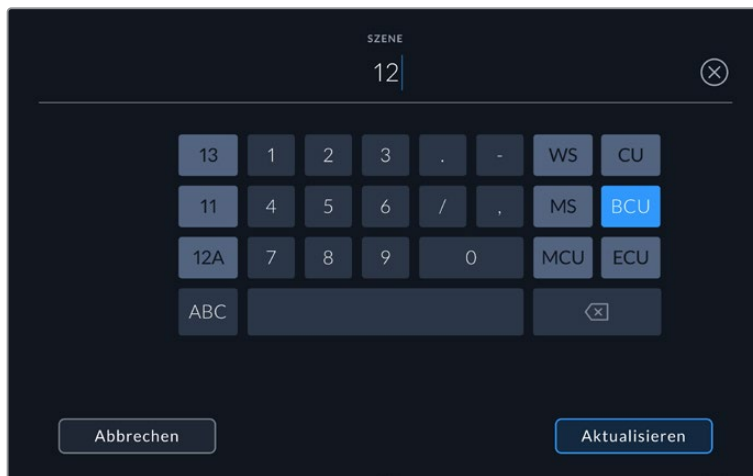 SZENE
12
13 1 2 3 . - WS CU
11 4 5 6 / , MS BCU
12A 7 8 9 0 MCU ECU
ABC
Abbrechen Aktualisieren